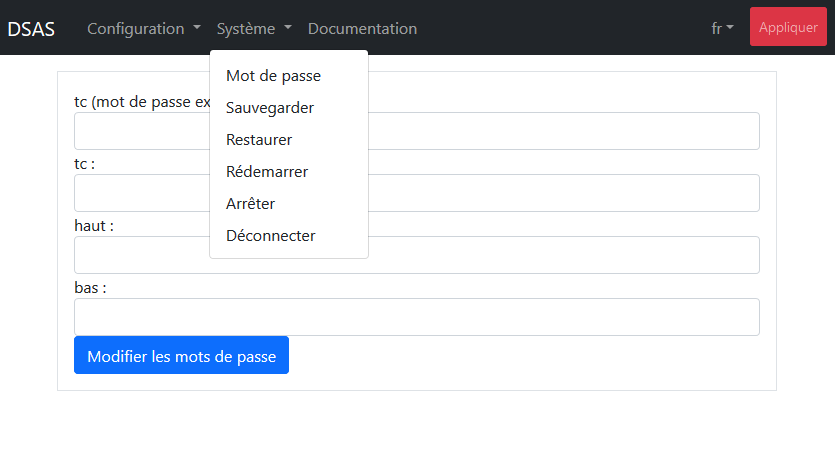 DSAS Configuration Système Documentation fr Appliquer
Mot de passe
tc (mot de passe ex
Sauvegarder
Restaurer
tc :
Rédemarrer
Arrêter
haut :
Déconnecter
bas :
Modifier les mots de passe